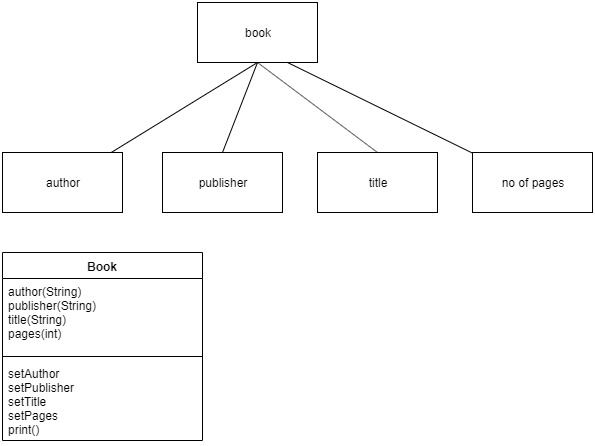 book
author
publisher
title
no of pages
Book
author(String)
publisher(String)
title(String)
pages(int)
setAuthor
setPublisher
setTitle
setPages
print()